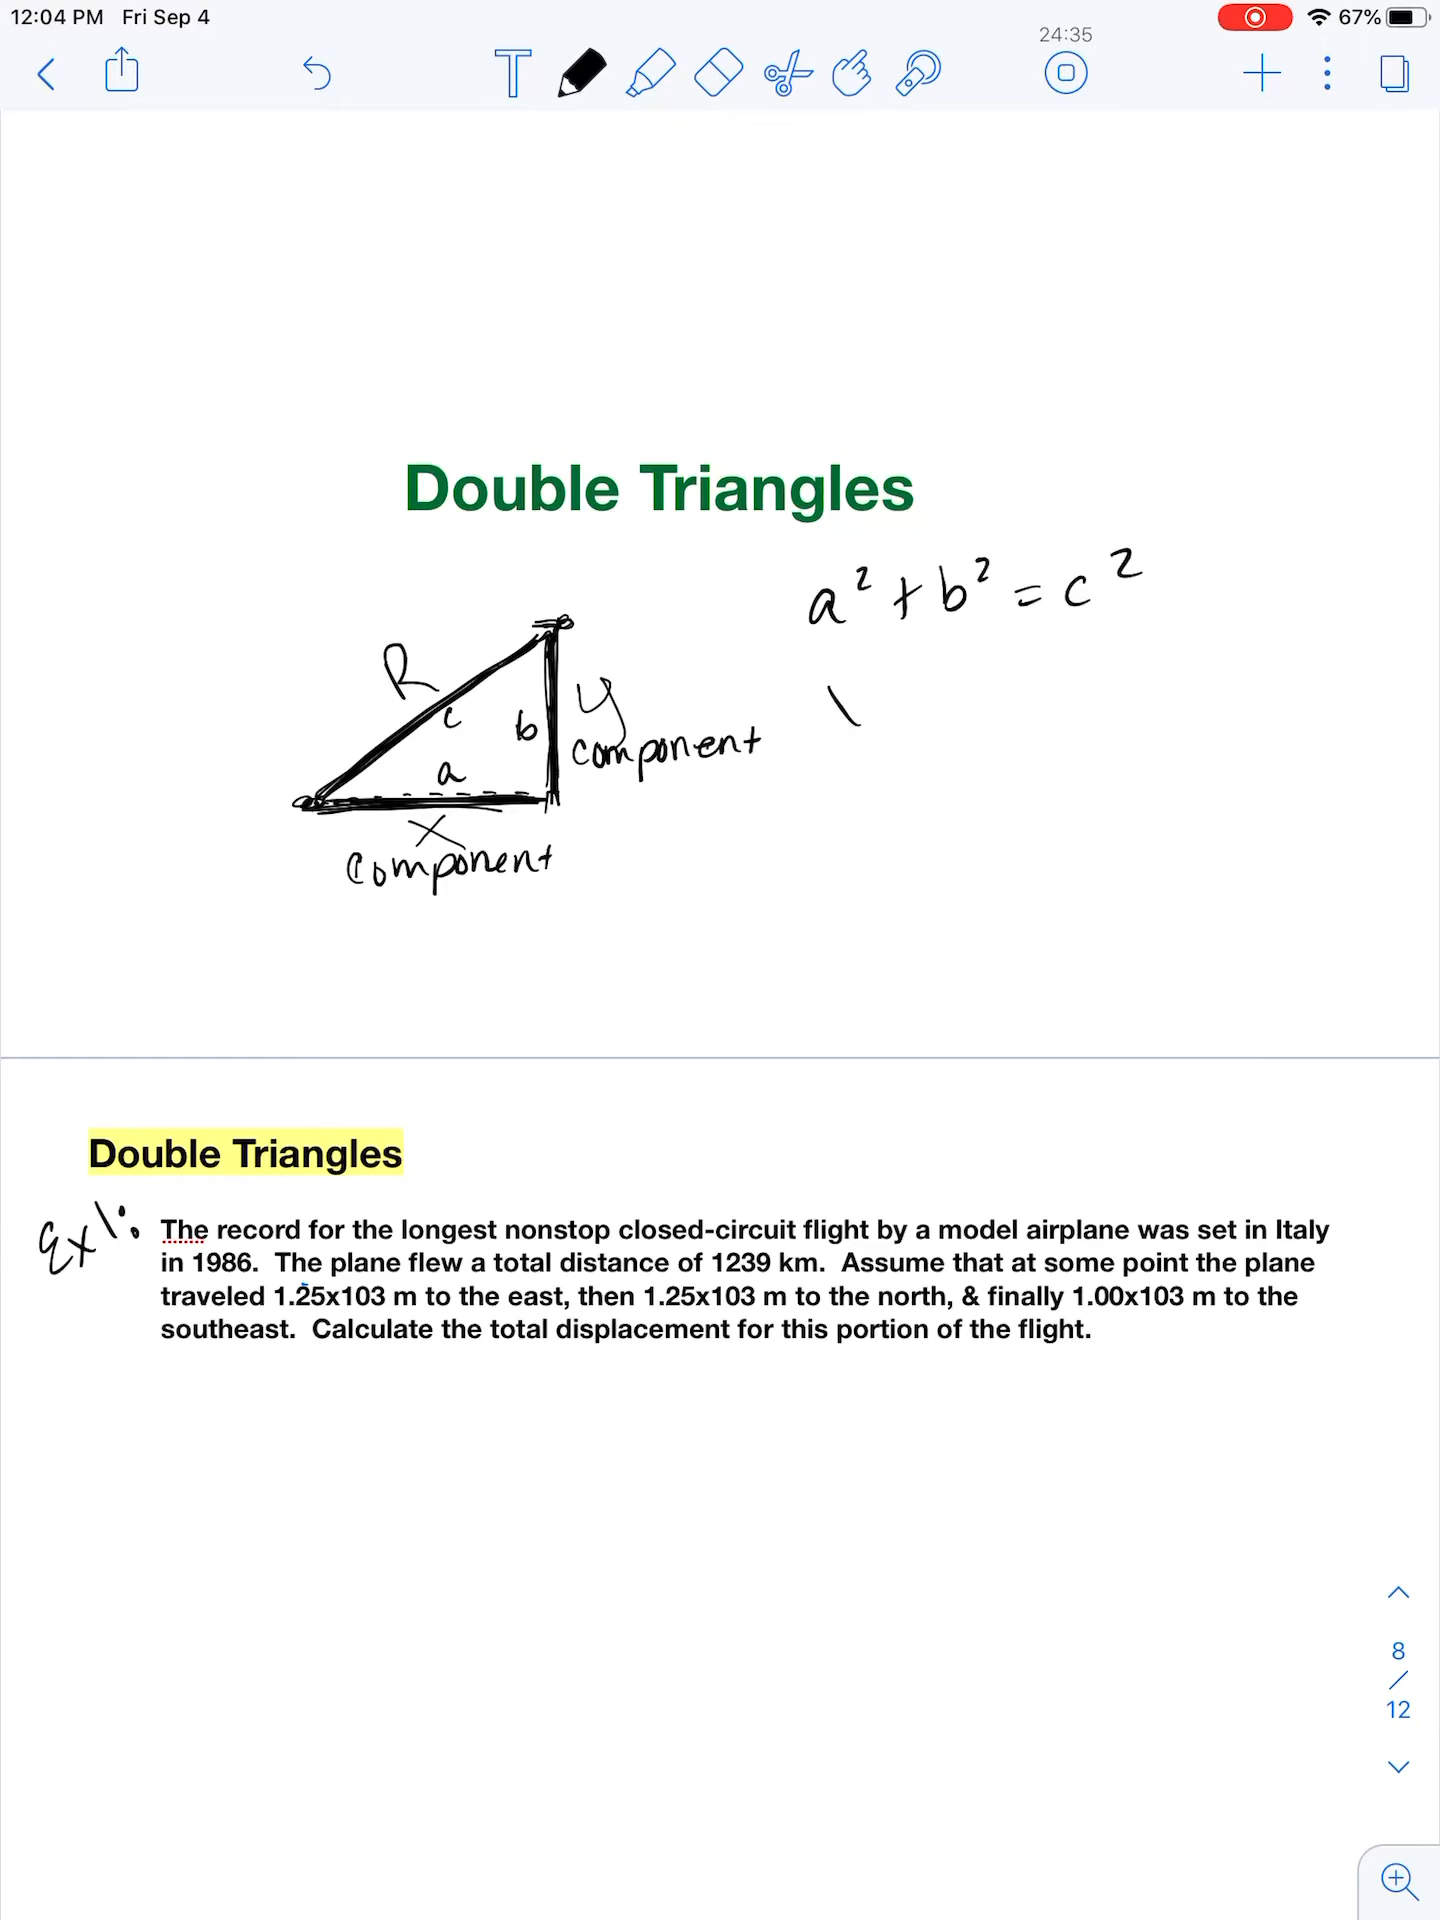 12:04 PM Fri Sep 4
67%
24:35
Double Triangles
a² + b² = c²
R
c
b
y
component
a
x
component
\
Double Triangles
Ex 1:
The record for the longest nonstop closed-circuit flight by a model airplane was set in Italy
in 1986. The plane flew a total distance of 1239 km. Assume that at some point the plane
traveled 1.25x103 m to the east, then 1.25x103 m to the north, & finally 1.00x103 m to the
southeast. Calculate the total displacement for this portion of the flight.
8
/
12